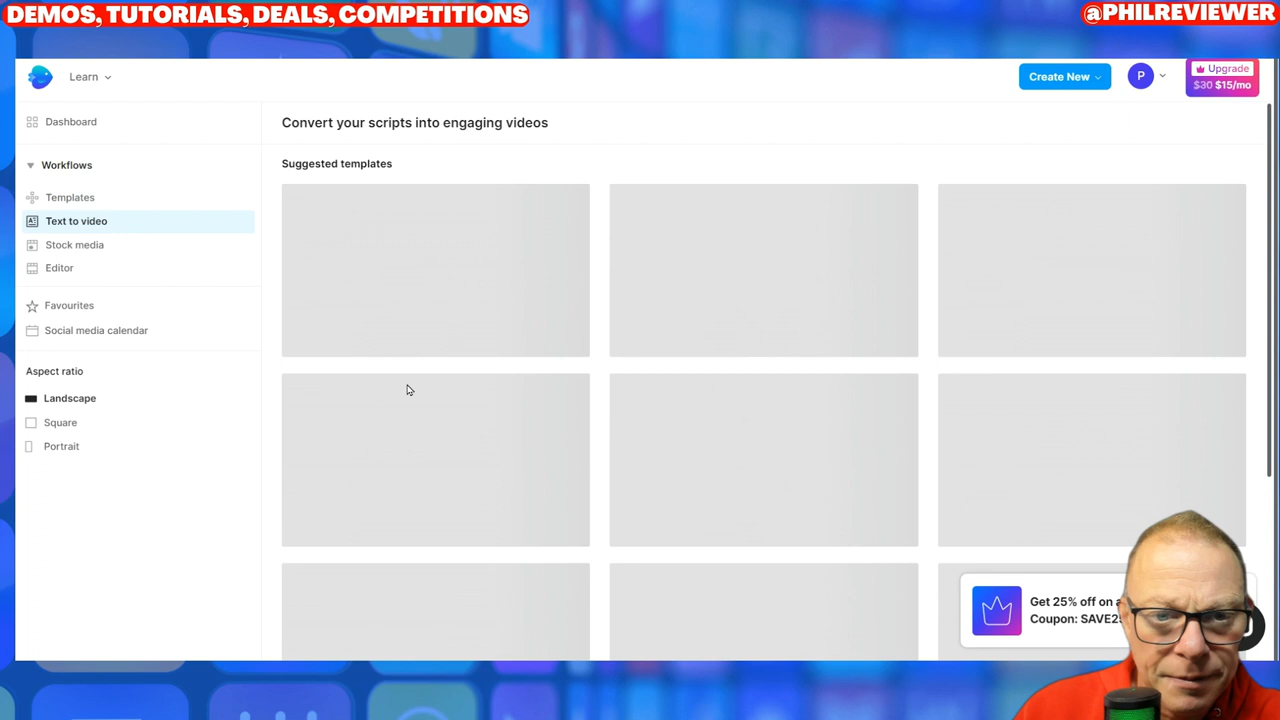 DEMOS, TUTORIALS, DEALS, COMPETITIONS
@PHILREVIEWER
Learn
Create New
P
Upgrade
$30 $15/mo
Dashboard
Convert your scripts into engaging videos
Workflows
Suggested templates
Templates
Text to video
Stock media
Editor
Favourites
Social media calendar
Aspect ratio
Landscape
Square
Portrait
Get 25% off on
Coupon: